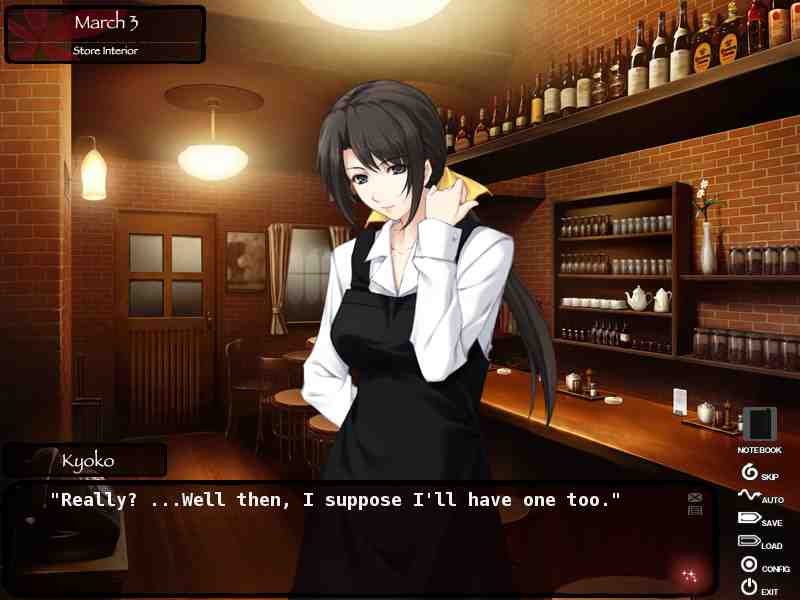 March 3
Store Interior
Kyoko
"Really? ...Well then, I suppose I'll have one too."
NOTEBOOK
SKIP
AUTO
SAVE
LOAD
CONFIG
EXIT